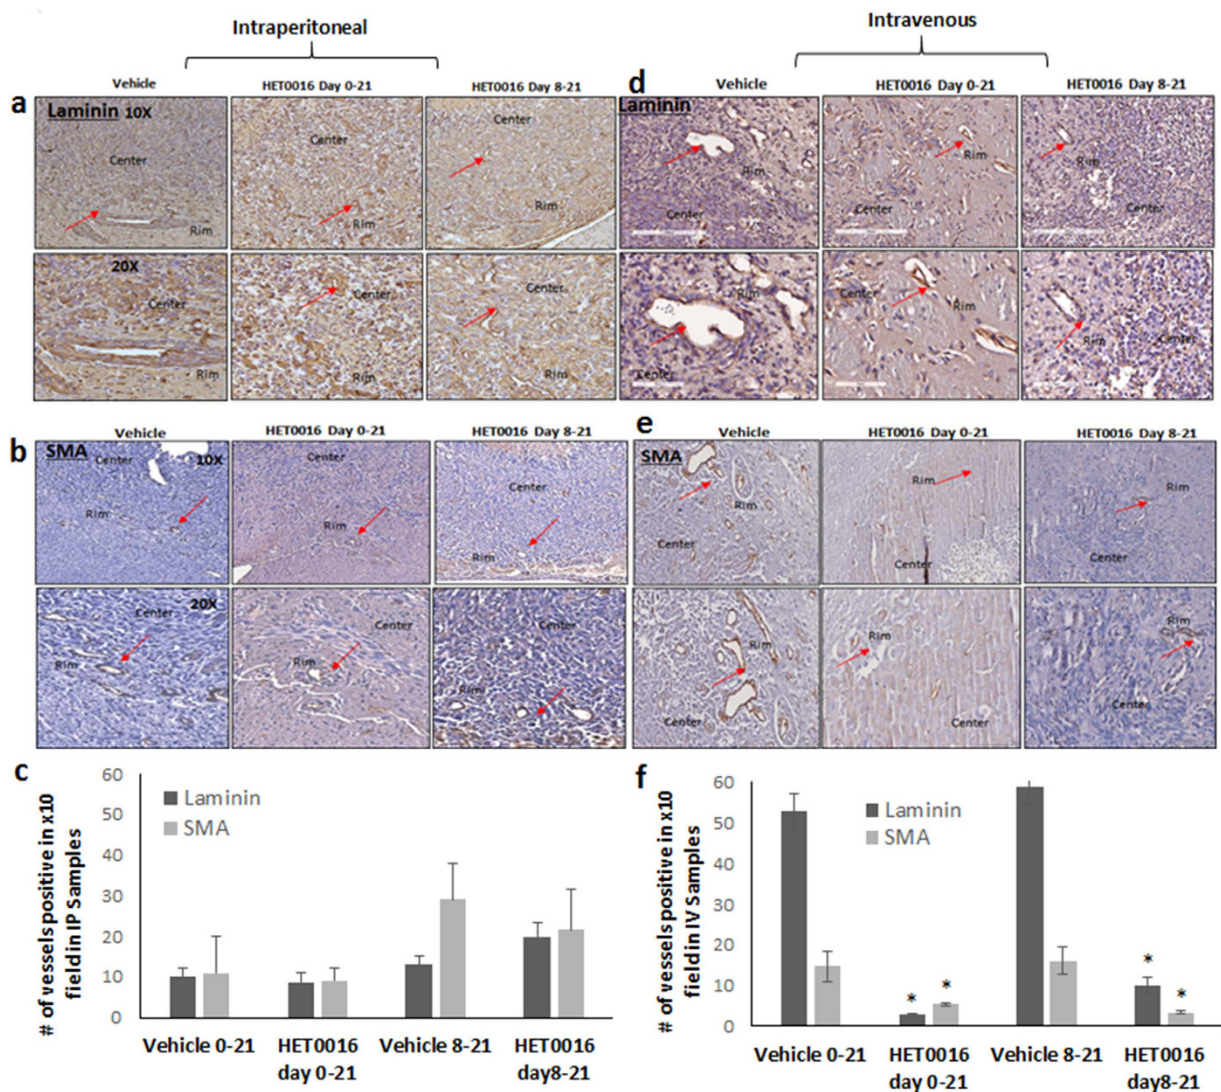 Intraperitoneal
Intravenous
Vehicle HET0016 Day 0-21 HET0016 Day 8-21
d Vehicle HET0016 Day 0-21 HET0016 Day 8-21
a Laminin 10X
Center
Rim
Center
Rim
Center
Rim
Laminin
Rim
Center
Rim
Center
Rim
Center
20X
Center
Rim
Center
Rim
Center
Rim
Rim
Center
Center
Rim
Rim
Center
Vehicle HET0016 Day 0-21 HET0016 Day 8-21
e Vehicle HET0016 Day 0-21 HET0016 Day 8-21
b SMA
Center 10X
Rim
Center
Rim
Center
Rim
SMA
Rim
Center
Rim
Center
Rim
Center
20X
Center
Rim
Center
Rim
Center
Rim
Rim
Center
Rim
Center
Rim
Center
c
# of vessels positive in x10
field in IP Samples
60
50
40
30
20
10
0
Laminin
SMA
Vehicle 0-21
HET0016
day 0-21
Vehicle 8-21
HET0016
day8-21
f
# of vessels positive in x10
field in IV Samples
60
50
40
30
20
10
0
Laminin
SMA
* * * *
Vehicle 0-21
HET0016
day 0-21
Vehicle 8-21
HET0016
day8-21